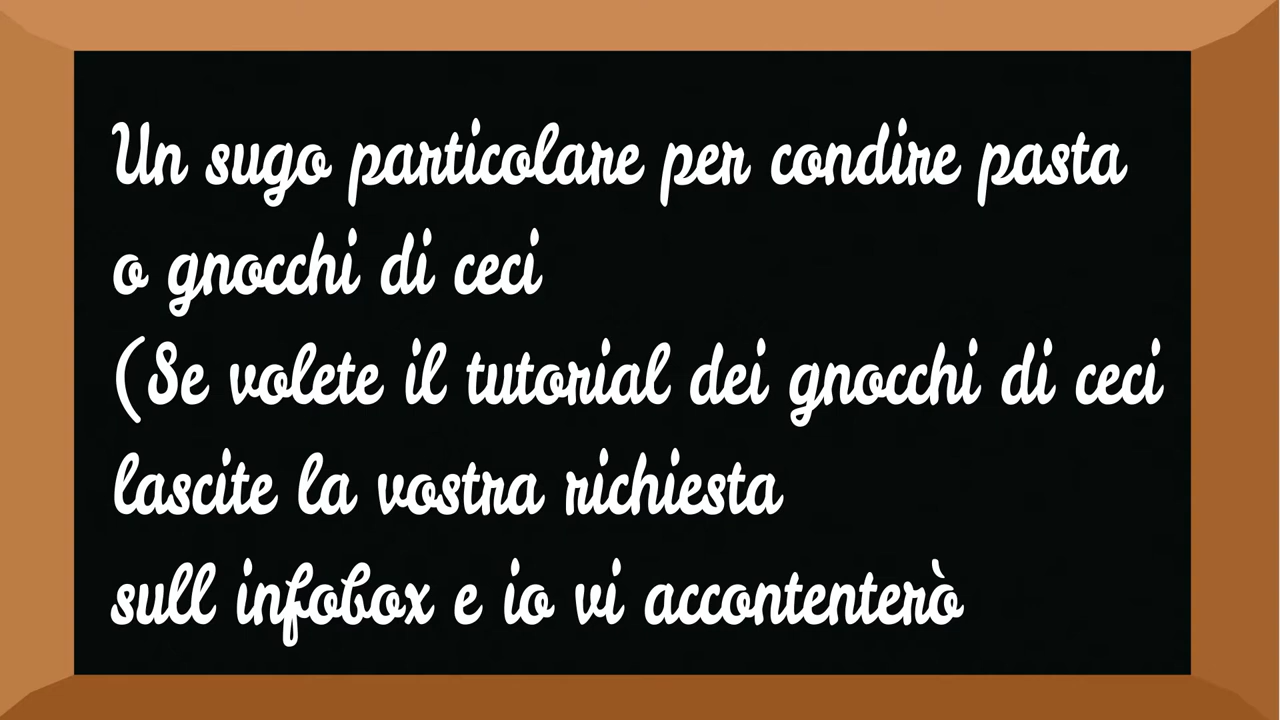 Un sugo particolare per condire pasta
o gnocchi di ceci
(Se volete il tutorial dei gnocchi di ceci
lascite la vostra richiesta
sull infobox e io vi accontenterò